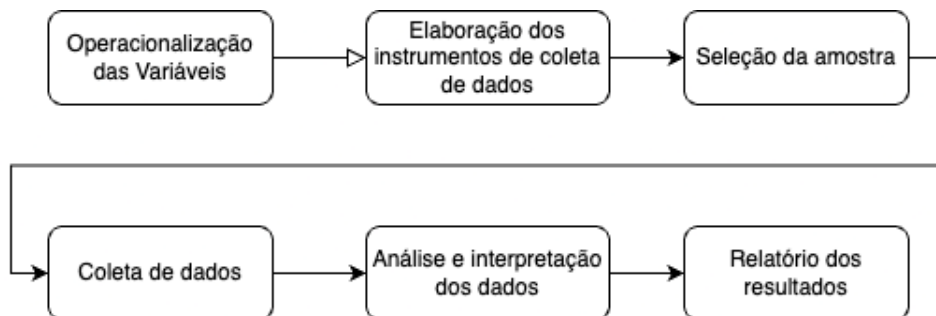 Operacionalização
das Variáveis
Elaboração dos
instrumentos de coleta
de dados
Seleção da amostra
Coleta de dados
Análise e interpretação
dos dados
Relatório dos
resultados